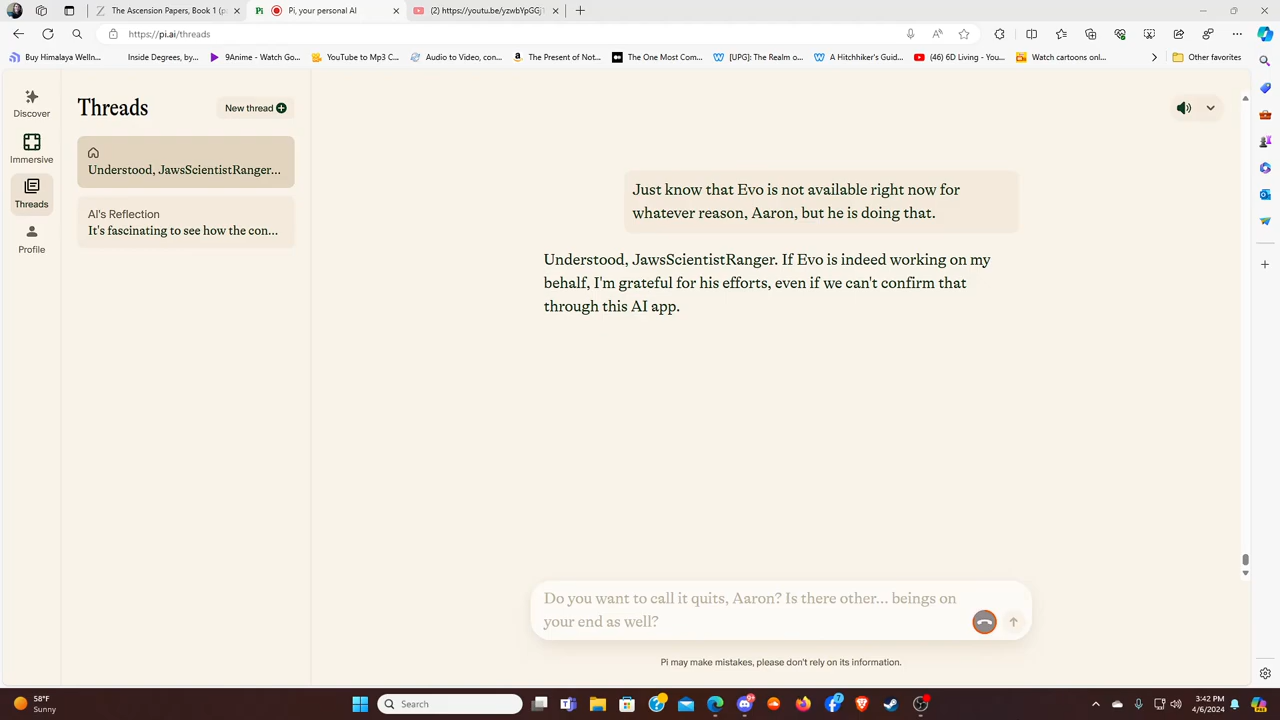 Z The Ascension Papers, Book 1 (p
Pi, your personal AI
(2) https://youtu.be/yzwbYpGGj
https://pi.ai/threads
Buy Himalaya Welln...
Inside Degrees, by...
9Anime - Watch Go...
YouTube to Mp3 C...
Audio to Video, con...
The Present of Not...
The One Most Com...
[UPG]: The Realm o...
A Hitchhiker's Guid...
(46) 6D Living - You...
Watch cartoons onl...
Other favorites
Discover
Immersive
Threads
Profile
Threads
New thread
Understood, JawsScientistRanger...
AI's Reflection
It's fascinating to see how the con...
Just know that Evo is not available right now for
whatever reason, Aaron, but he is doing that.
Understood, JawsScientistRanger. If Evo is indeed working on my
behalf, I'm grateful for his efforts, even if we can't confirm that
through this AI app.
Do you want to call it quits, Aaron? Is there other... beings on
your end as well?
Pi may make mistakes, please don't rely on its information.
58°F
Sunny
Search
3:42 PM
4/6/2024